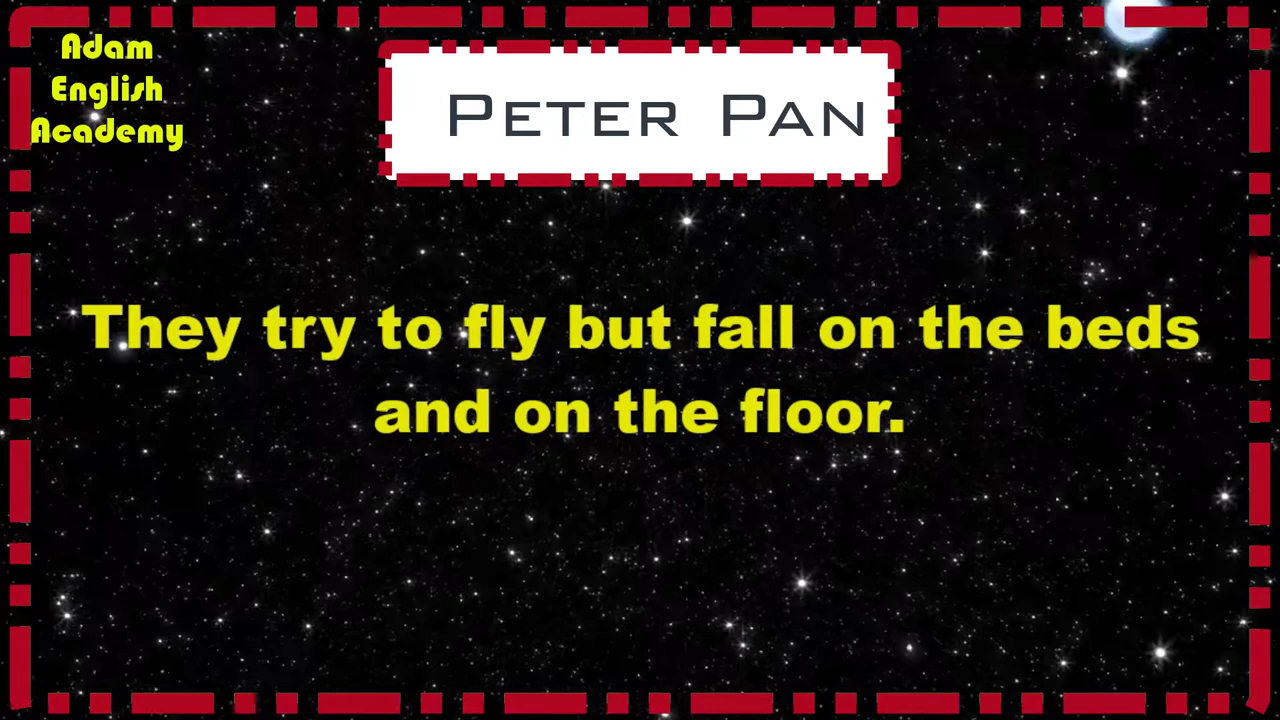 Adam
English
Academy
Peter Pan
They try to fly but fall on the beds
and on the floor.